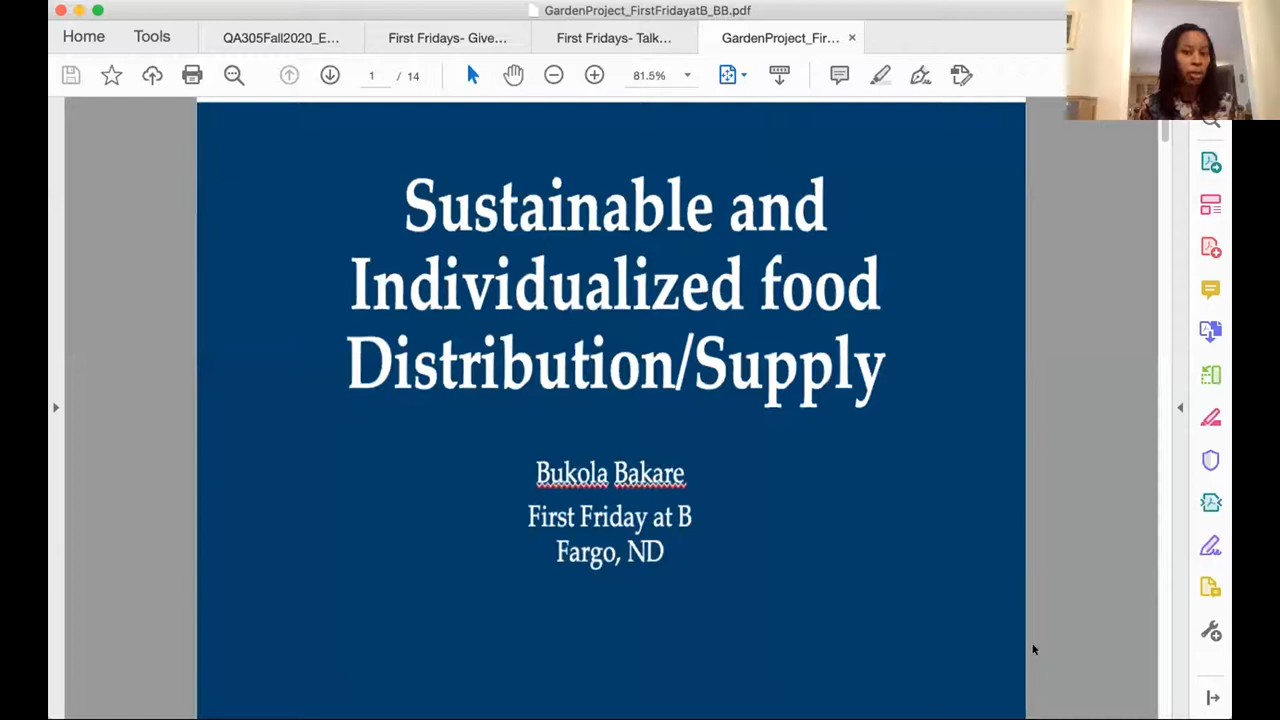 GardenProject_FirstFridayatB_BB.pdf
Home Tools QA305Fall2020_E... First Fridays- Give... First Fridays- Talk... GardenProject_Fir... ×
1 / 14 81.5%
Sustainable and
Individualized food
Distribution/Supply
Bukola Bakare
First Friday at B
Fargo, ND